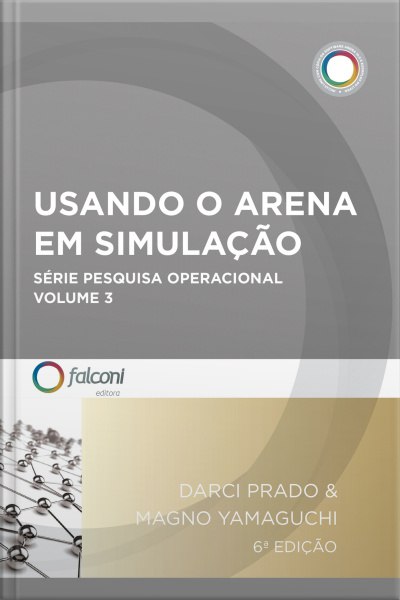 USANDO O ARENA
EM SIMULAÇÃO
SÉRIE PESQUISA OPERACIONAL
VOLUME 3
falconi
editora
DARCI PRADO &
MAGNO YAMAGUCHI
6ª EDIÇÃO